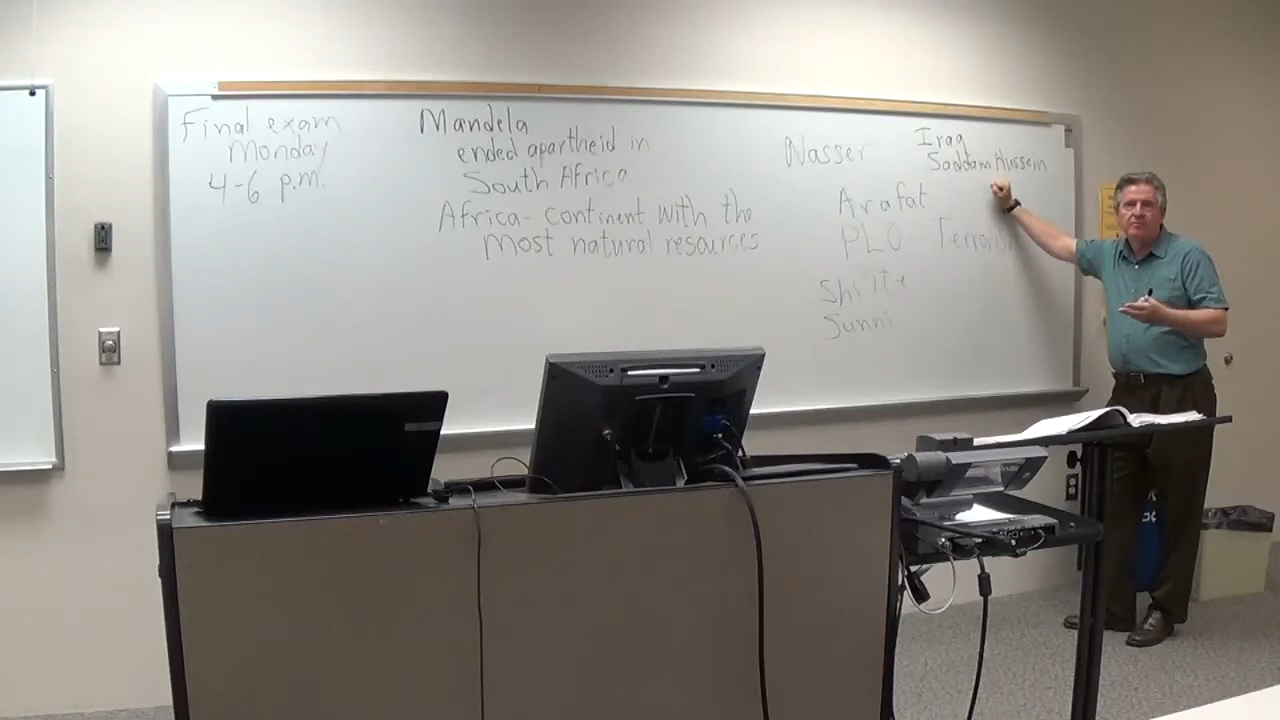 Final exam
Monday
4-6 p.m.
Mandela
ended apartheid in
South Africa
Africa- continent with the
most natural resources
Nasser
Iraq
Saddam Hussein
Arafat
PLO
Shiite
Sunni